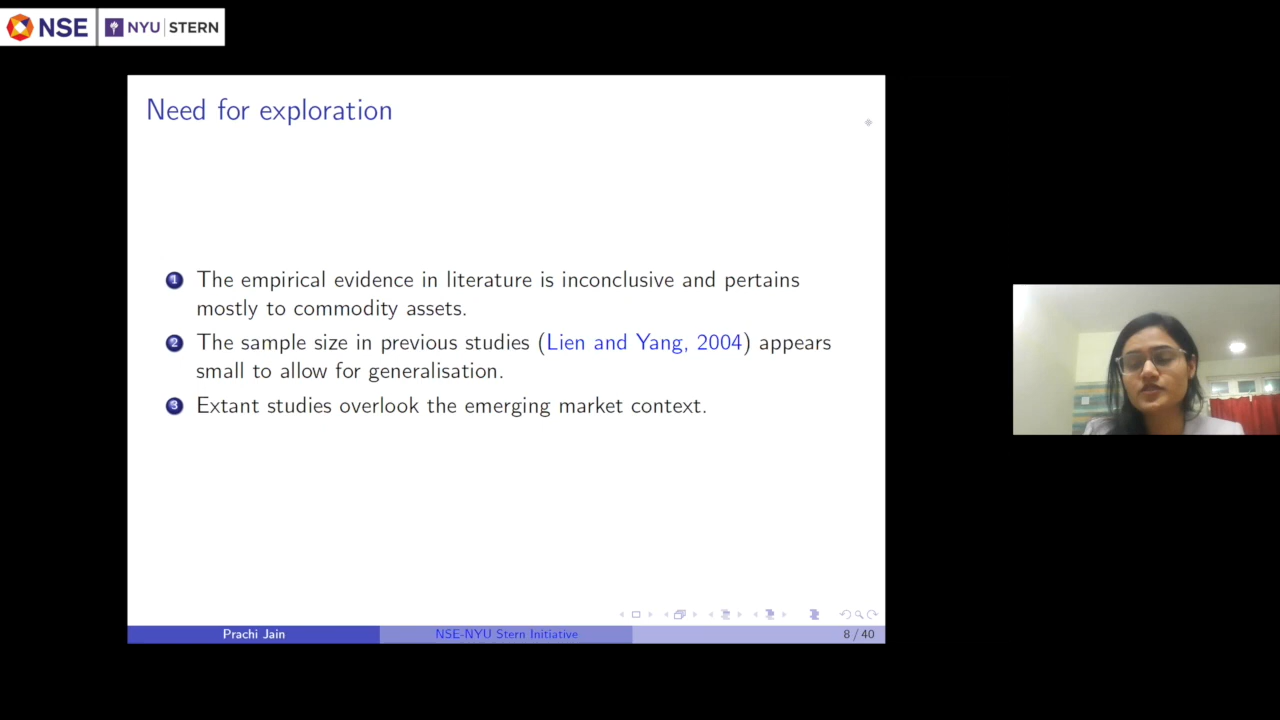 NSE NYU STERN
Need for exploration
1 The empirical evidence in literature is inconclusive and pertains
mostly to commodity assets.
2 The sample size in previous studies (Lien and Yang, 2004) appears
small to allow for generalisation.
3 Extant studies overlook the emerging market context.
Prachi Jain NSE-NYU Stern Initiative 8 / 40